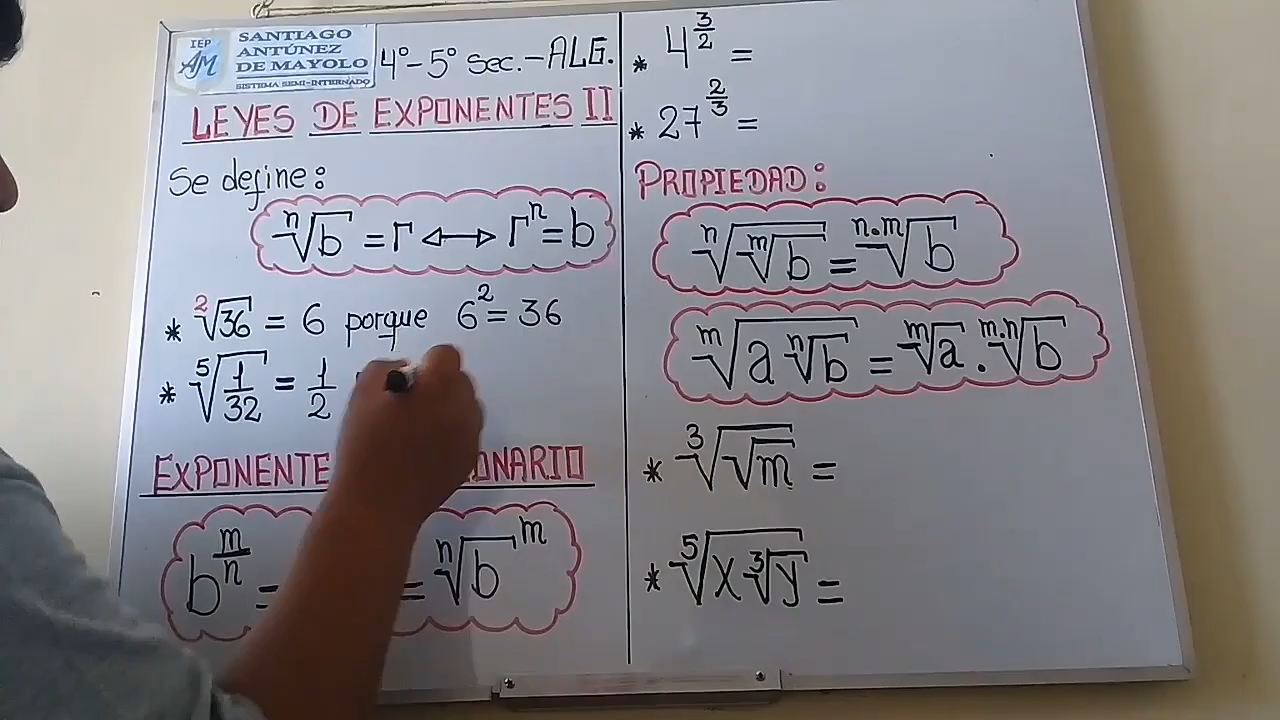 IEP
AM
SANTIAGO
ANTÚNEZ
DE MAYOLO
SISTEMA SEMI-INTERNADO
4° - 5° Sec. - ALG.
LEYES DE EXPONENTES II
Se define:
ⁿ√b = r ⟷ rⁿ = b
* ²√36 = 6 porque 6² = 36
* ⁵√(1/32) = 1/2
EXPONENTE ONARIO
b^(m/n) = = ⁿ√b ^m
* 4^(3/2) =
* 27^(2/3) =
PROPIEDAD:
ⁿ√(ᵐ√b) = ⁿ·ᵐ√b
ᵐ√(a ⁿ√b) = ᵐ√a . ᵐ·ⁿ√b
* ³√(√m) =
* ⁵√(x ³√y) =